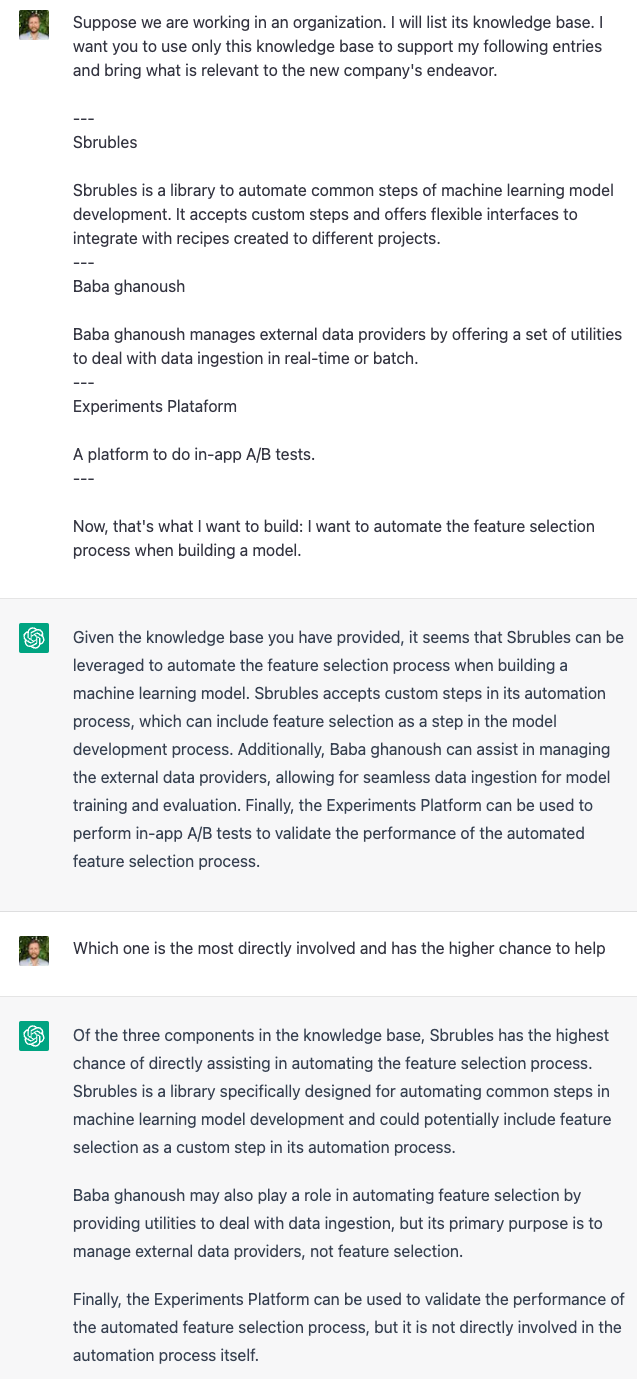 Suppose we are working in an organization. I will list its knowledge base. I
want you to use only this knowledge base to support my following entries
and bring what is relevant to the new company's endeavor.
---
Sbrubles
Sbrubles is a library to automate common steps of machine learning model
development. It accepts custom steps and offers flexible interfaces to
integrate with recipes created to different projects.
---
Baba ghanoush
Baba ghanoush manages external data providers by offering a set of utilities
to deal with data ingestion in real-time or batch.
---
Experiments Plataform
A platform to do in-app A/B tests.
---
Now, that's what I want to build: I want to automate the feature selection
process when building a model.
Given the knowledge base you have provided, it seems that Sbrubles can be
leveraged to automate the feature selection process when building a
machine learning model. Sbrubles accepts custom steps in its automation
process, which can include feature selection as a step in the model
development process. Additionally, Baba ghanoush can assist in managing
the external data providers, allowing for seamless data ingestion for model
training and evaluation. Finally, the Experiments Platform can be used to
perform in-app A/B tests to validate the performance of the automated
feature selection process.
Which one is the most directly involved and has the higher chance to help
Of the three components in the knowledge base, Sbrubles has the highest
chance of directly assisting in automating the feature selection process.
Sbrubles is a library specifically designed for automating common steps in
machine learning model development and could potentially include feature
selection as a custom step in its automation process.
Baba ghanoush may also play a role in automating feature selection by
providing utilities to deal with data ingestion, but its primary purpose is to
manage external data providers, not feature selection.
Finally, the Experiments Platform can be used to validate the performance of
the automated feature selection process, but it is not directly involved in the
automation process itself.